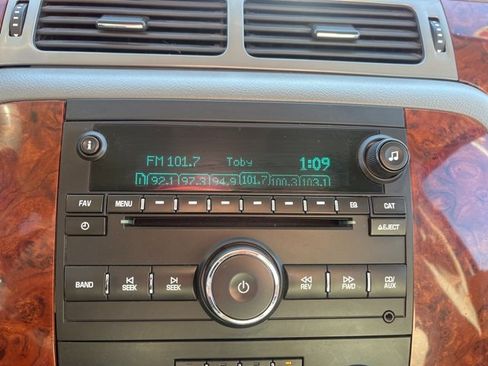 FM 101.7 Toby 1:09
1 92.1 97.3 94.9 101.7 100.3 103.1
FAV MENU EQ CAT
EJECT
BAND SEEK SEEK REV FWD CD/AUX